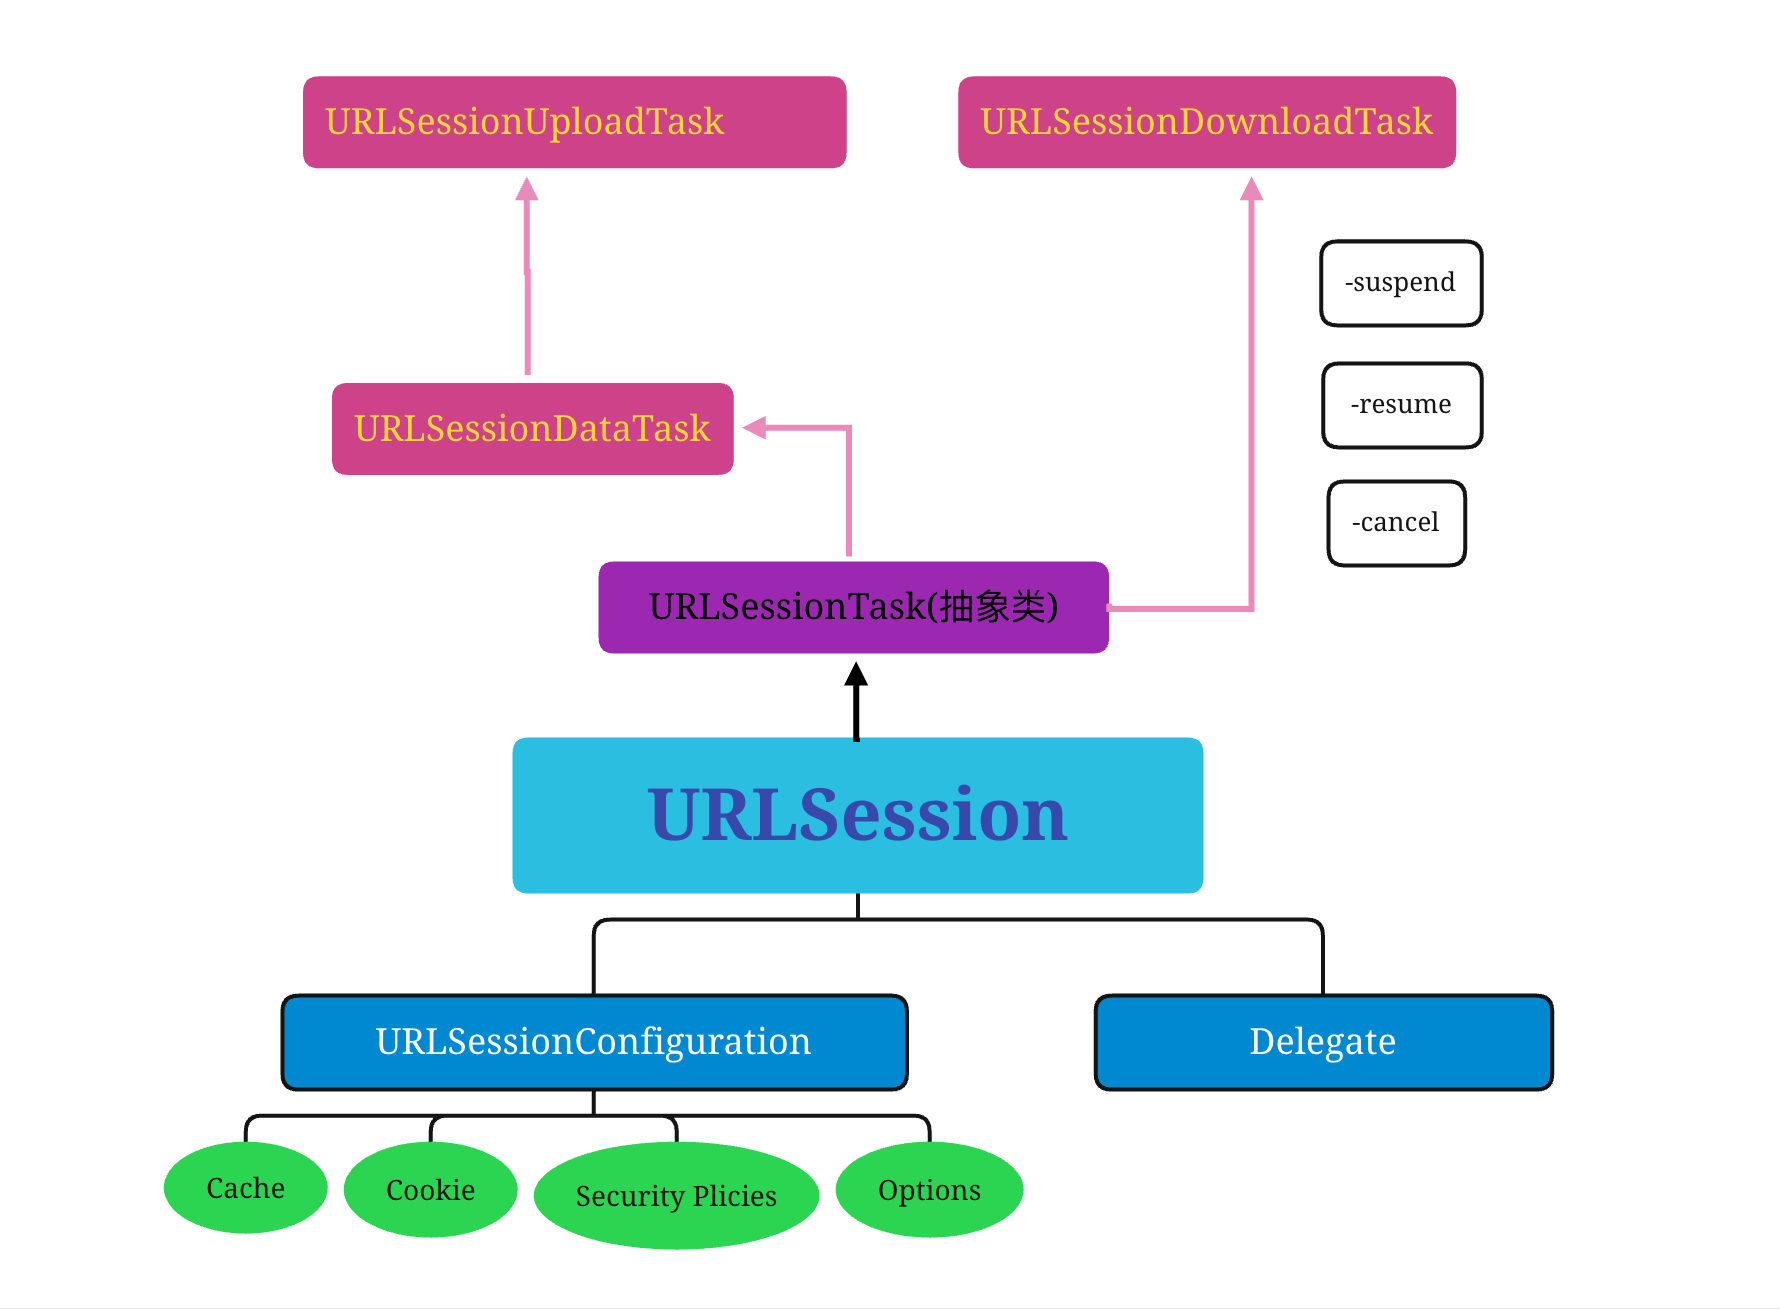 URLSessionUploadTask
URLSessionDownloadTask
-suspend
-resume
URLSessionDataTask
-cancel
URLSessionTask(抽象类)
URLSession
URLSessionConfiguration
Delegate
Cache
Cookie
Security Plicies
Options